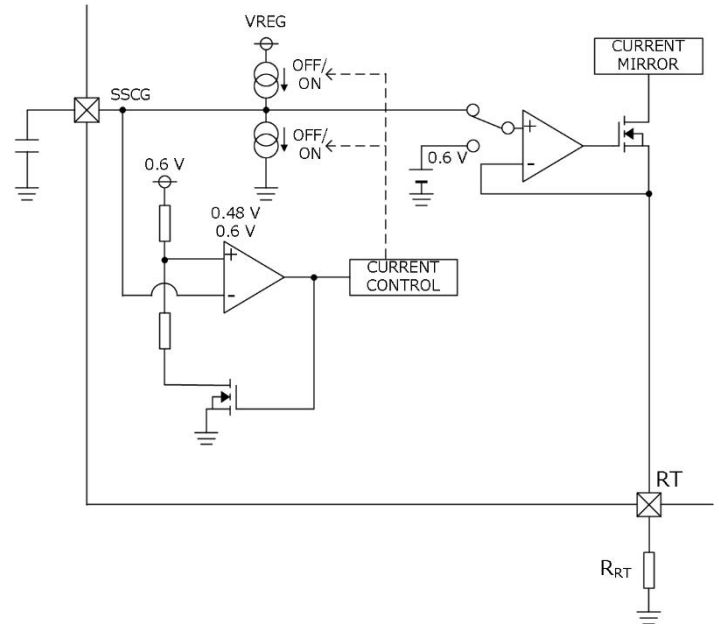 VREG
CURRENT
MIRROR
OFF/
ON
SSCG
+
-
OFF/
ON
0.6 V
0.6 V
0.48 V
0.6 V
+
-
CURRENT
CONTROL
RT
RRT